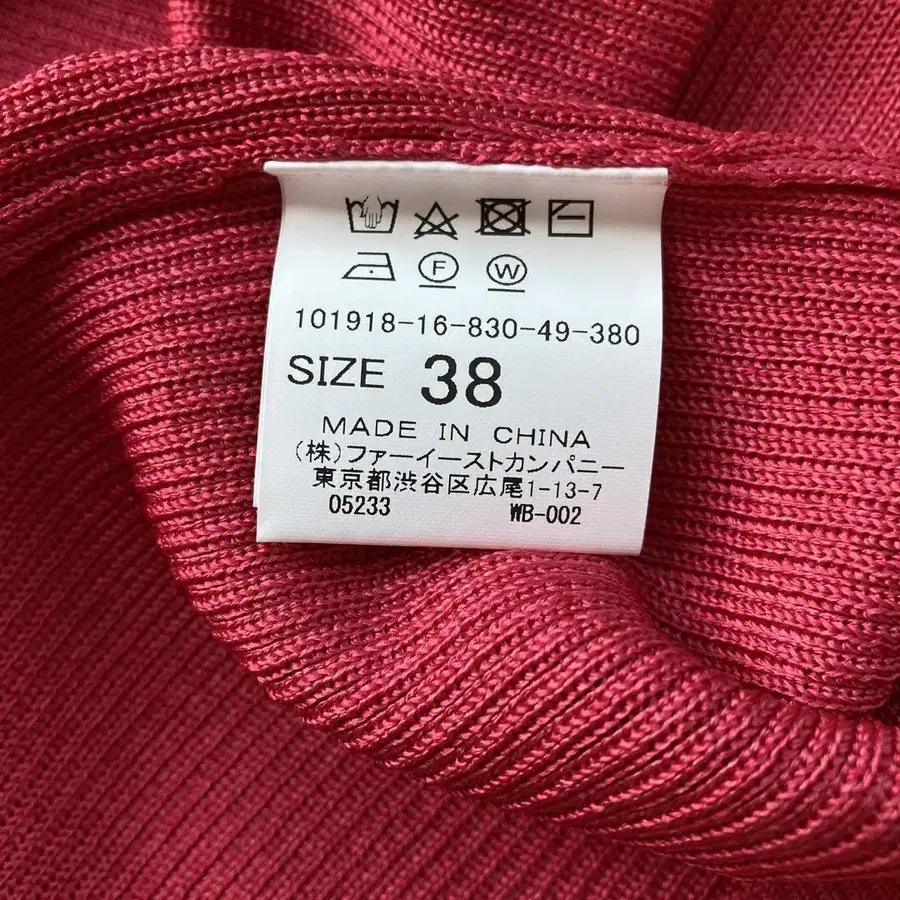 F W
101918-16-830-49-380
SIZE 38
MADE IN CHINA
(株)ファーイーストカンパニー
東京都渋谷区広尾1-13-7
05233 WB-002